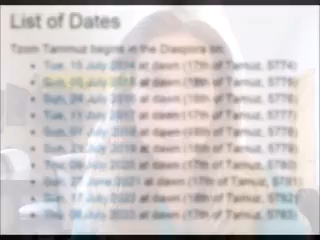 List of Dates
Tzom Tammuz begins in the Diaspora on:
Tue, 15 July 2014 at dawn (17th of Tamuz, 5774)
Sun, 05 July 2015 at dawn (18th of Tamuz, 5775)
Sun, 24 July 2016 at dawn (18th of Tamuz, 5776)
Tue, 11 July 2017 at dawn (17th of Tamuz, 5777)
Sun, 01 July 2018 at dawn (18th of Tamuz, 5778)
Sun, 21 July 2019 at dawn (18th of Tamuz, 5779)
Thu, 09 July 2020 at dawn (17th of Tamuz, 5780)
Sun, 27 June 2021 at dawn (17th of Tamuz, 5781)
Sun, 17 July 2022 at dawn (18th of Tamuz, 5782)
Thu, 06 July 2023 at dawn (17th of Tamuz, 5783)